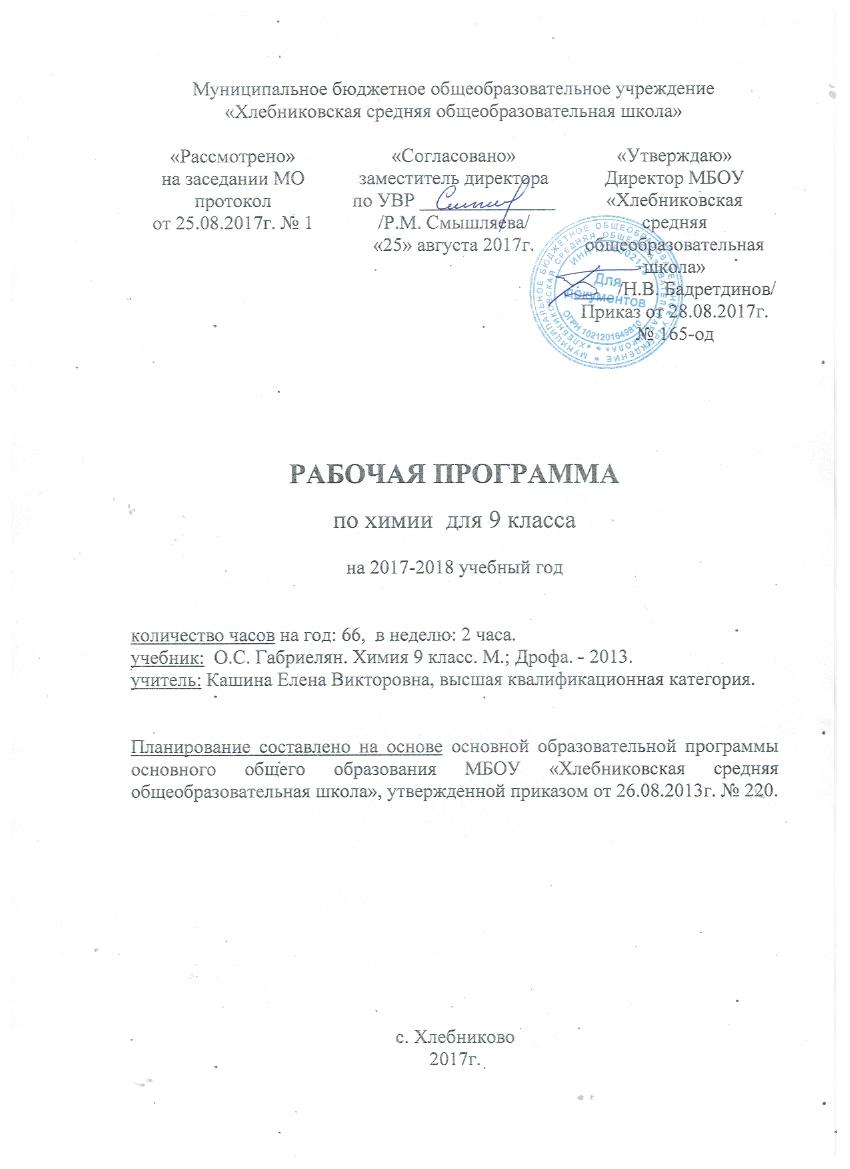 Муниципальное бюджетное общеобразовательное учреждение
«Хлебниковская средняя общеобразовательная школа»
«Рассмотрено»
на заседании МО
протокол
от 25.08.2017г. № 1
«Согласовано»
заместитель директора
по УВР ______________
/Р.М. Смышляева/
«25» августа 2017г.
«Утверждаю»
Директор МБОУ
«Хлебниковская
средняя
общеобразовательная
школа»
/Н.В. Бадретдинов/
Приказ от 28.08.2017г.
№ 165-од
Для
документов
ОГРН 1021201649810
РАБОЧАЯ ПРОГРАММА
по химии для 9 класса
на 2017-2018 учебный год
количество часов на год: 66, в неделю: 2 часа.
учебник: О.С. Габриелян. Химия 9 класс. М.; Дрофа. - 2013.
учитель: Кашина Елена Викторовна, высшая квалификационная категория.
Планирование составлено на основе основной образовательной программы
основного общего образования МБОУ «Хлебниковская средняя
общеобразовательная школа», утвержденной приказом от 26.08.2013г. № 220.
с. Хлебниково
2017г.